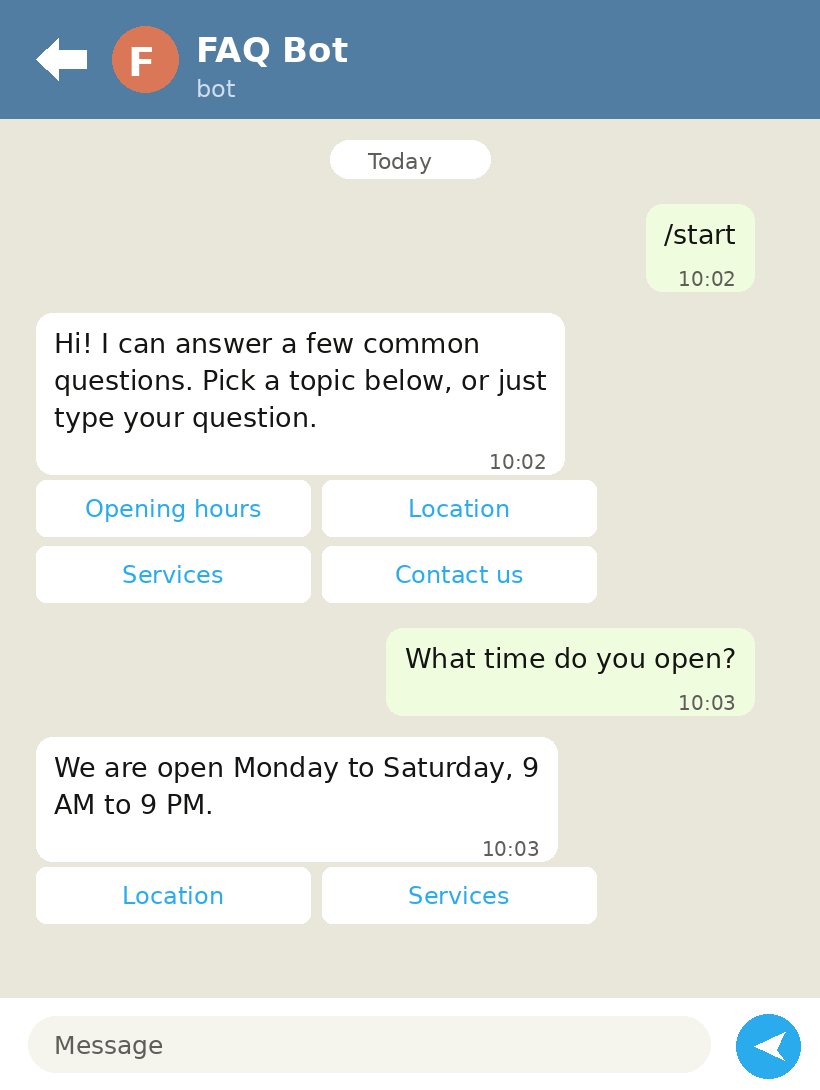 F
FAQ Bot
bot
Today
/start
10:02
Hi! I can answer a few common
questions. Pick a topic below, or just
type your question.
10:02
Opening hours
Location
Services
Contact us
What time do you open?
10:03
We are open Monday to Saturday, 9
AM to 9 PM.
10:03
Location
Services
Message